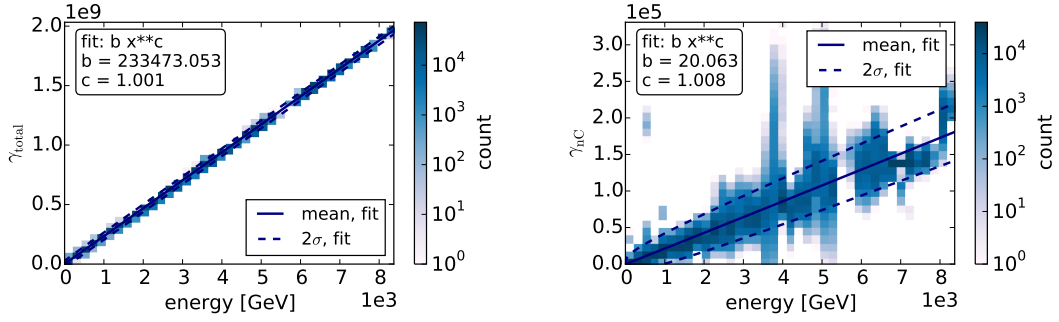 1e9
fit: b x**c
b = 233473.053
c = 1.001
2.0
1.5
1.0
0.5
0.0
γtotal
mean, fit
2σ, fit
0 1 2 3 4 5 6 7 8
energy [GeV]
1e3
10^4
10^3
10^2
10^1
10^0
count
1e5
fit: b x**c
b = 20.063
c = 1.008
3.0
2.5
2.0
1.5
1.0
0.5
0.0
γnC
mean, fit
2σ, fit
0 1 2 3 4 5 6 7 8
energy [GeV]
1e3
10^4
10^3
10^2
10^1
10^0
count